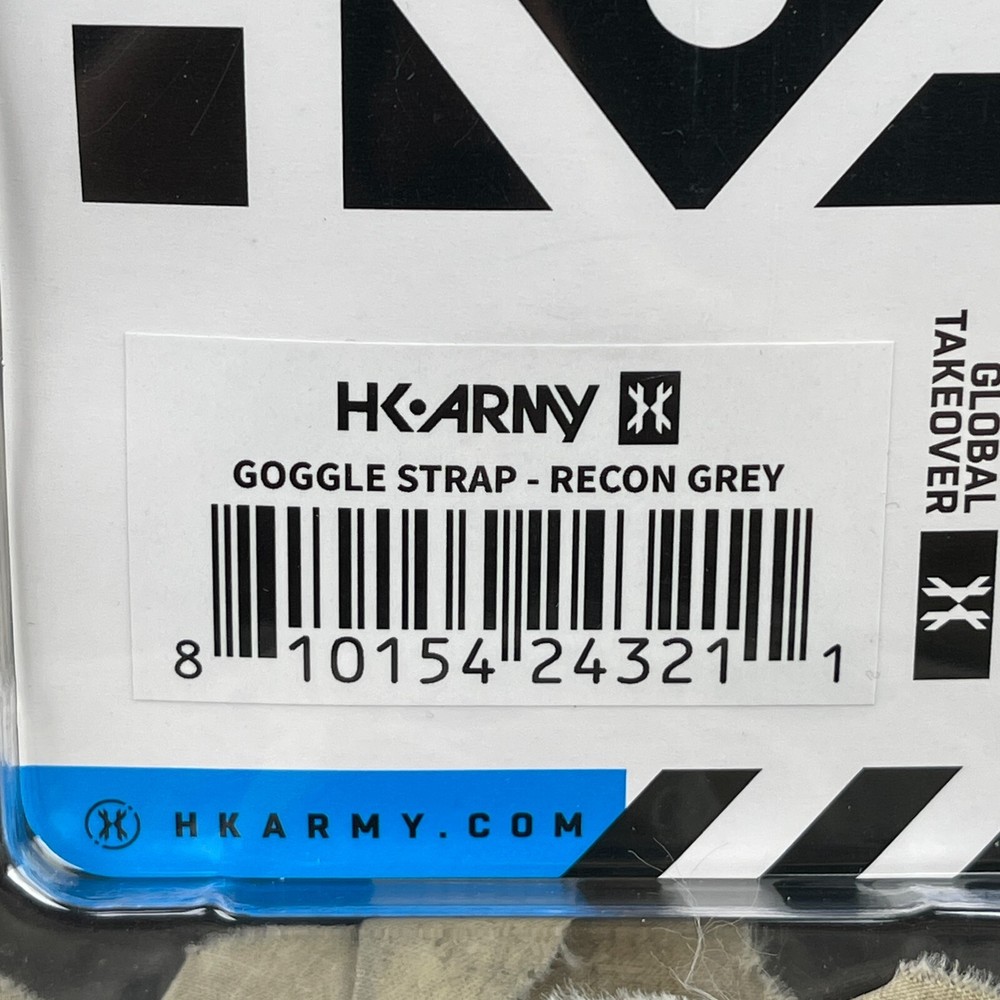 HK•ARMY
GOGGLE STRAP - RECON GREY
8 10154 24321 1
GLOBAL
TAKEOVER
HKARMY.COM